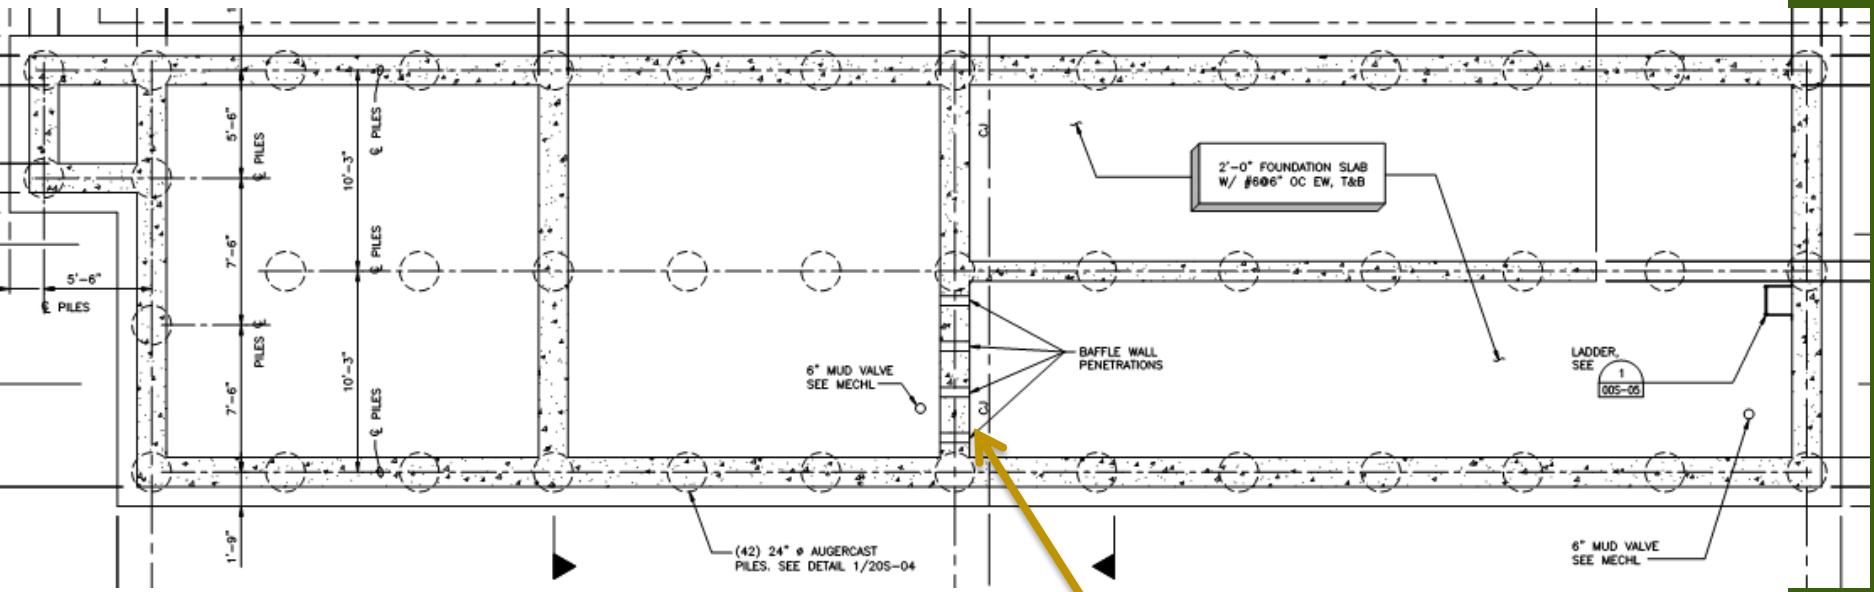 5'-6"
℄ PILES
7'-6"
℄ PILES
7'-6"
1'-9"
5'-6"
℄ PILES
10'-3"
10'-3"
℄ PILES
℄ PILES
℄ PILES
CJ
CJ
2'-0" FOUNDATION SLAB
W/ #6@6" OC EW, T&B
6" MUD VALVE
SEE MECHL
BAFFLE WALL
PENETRATIONS
LADDER,
SEE
1
00S-05
(42) 24" ø AUGERCAST
PILES. SEE DETAIL 1/20S-04
6" MUD VALVE
SEE MECHL